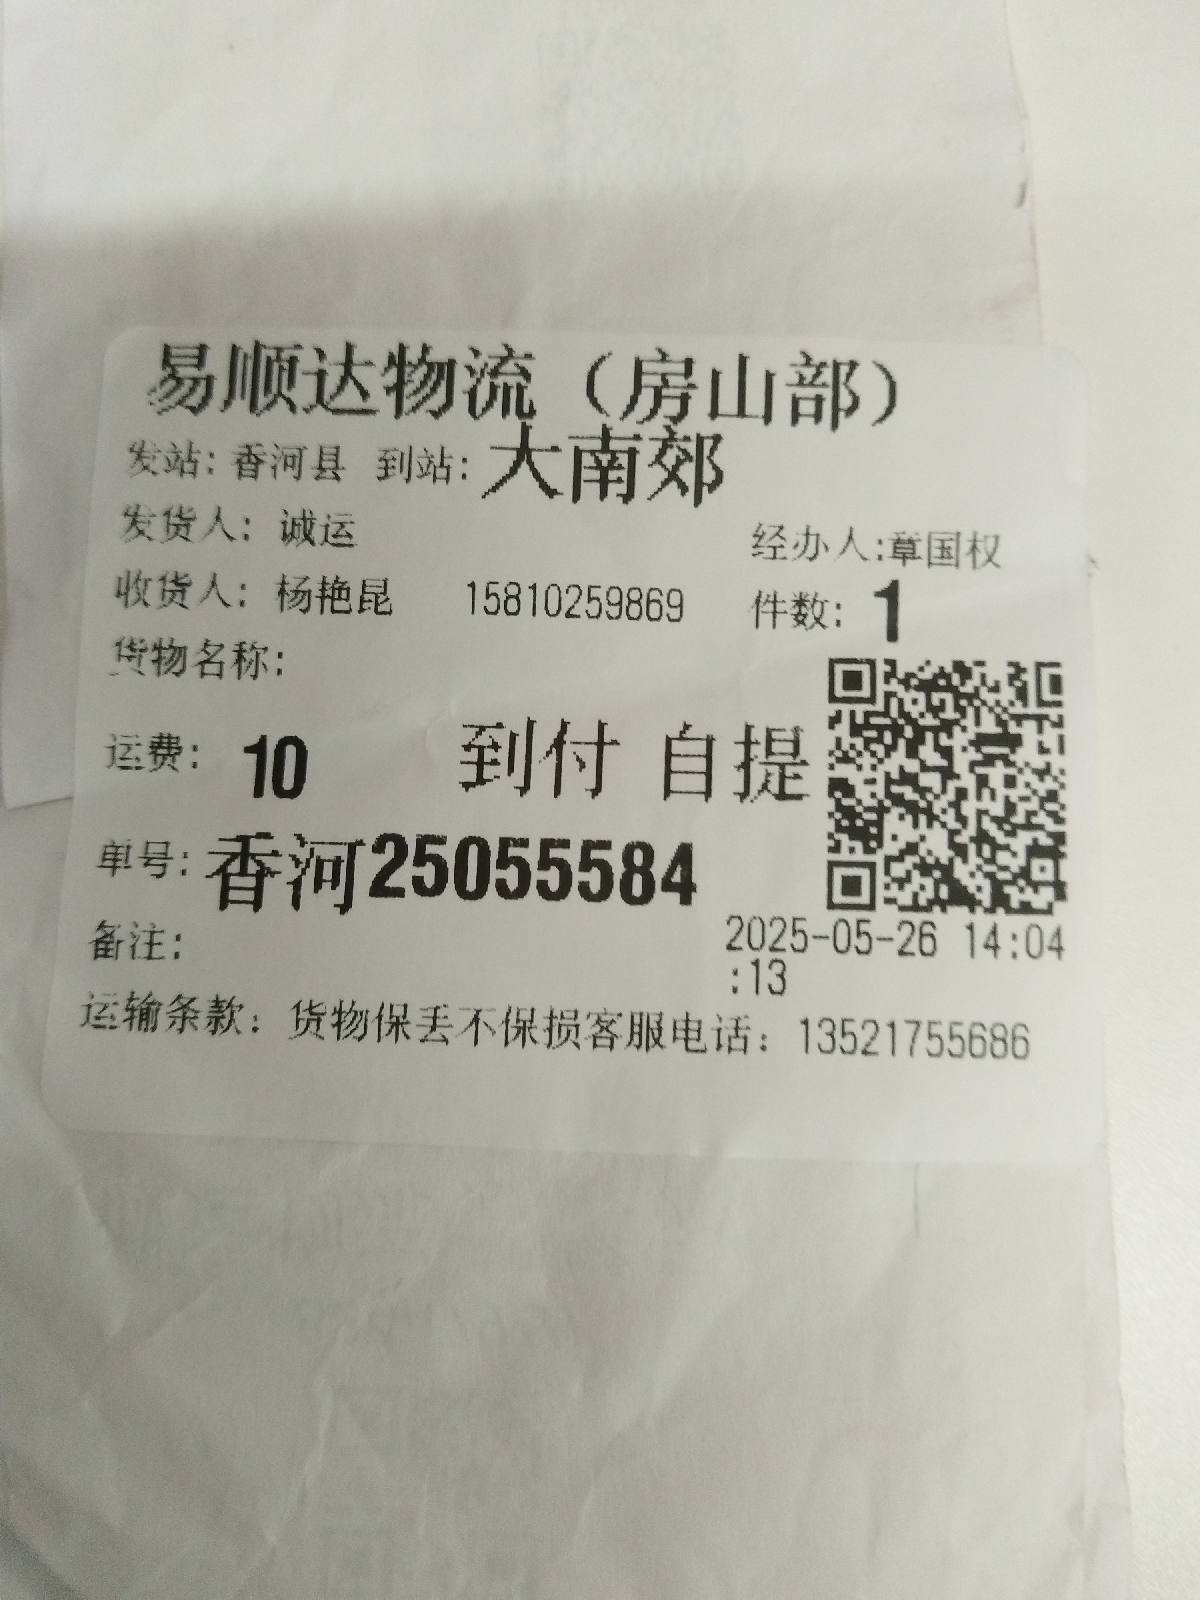 易顺达物流（房山部）
发站：香河县 到站：大南郊
发货人：诚运
经办人:章国权
收货人：杨艳昆 15810259869 件数：1
货物名称：
运费：10 到付 自提
单号：香河25055584
备注：
2025-05-26 14:04
:13
运输条款：货物保丢不保损客服电话：13521755686